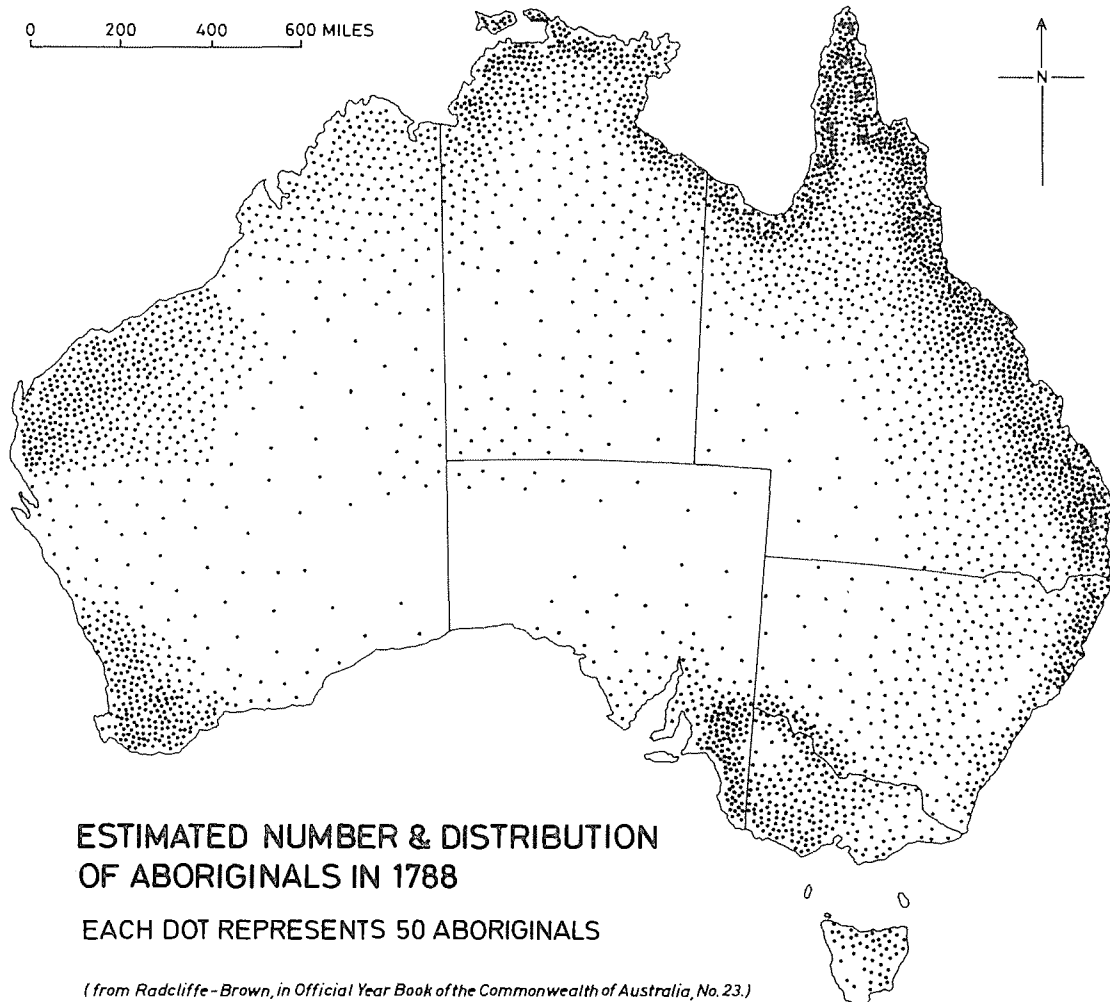 0 200 400 600 MILES
N
ESTIMATED NUMBER & DISTRIBUTION
OF ABORIGINALS IN 1788
EACH DOT REPRESENTS 50 ABORIGINALS
(from Radcliffe-Brown, in Official Year Book of the Commonwealth of Australia, No. 23.)